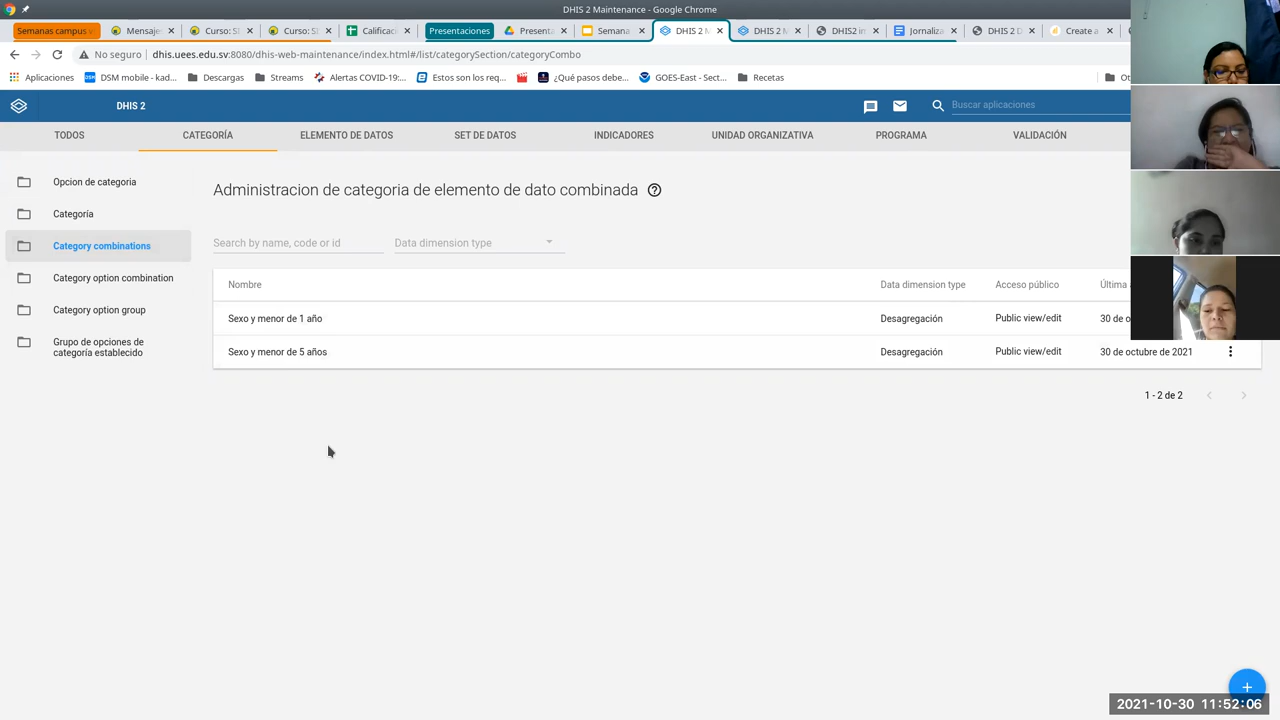 DHIS 2 Maintenance - Google Chrome
Semanas campus v
Mensaje
Curso: S
Curso: S
Calificac
Presentaciones
Presenta
Semana
DHIS 2 M
DHIS 2 M
DHIS2 in
Jornaliza
DHIS 2 D
Create a
No seguro
dhis.uees.edu.sv:8080/dhis-web-maintenance/index.html#/list/categorySection/categoryCombo
Aplicaciones
DSM mobile - kad...
Descargas
Streams
Alertas COVID-19:...
Estos son los req...
¿Qué pasos debe...
GOES-East - Sect...
Recetas
Ot
DHIS 2
Buscar aplicaciones
TODOS
CATEGORÍA
ELEMENTO DE DATOS
SET DE DATOS
INDICADORES
UNIDAD ORGANIZATIVA
PROGRAMA
VALIDACIÓN
Opcion de categoria
Categoría
Category combinations
Category option combination
Category option group
Grupo de opciones de
categoría establecido
Administracion de categoria de elemento de dato combinada
Search by name, code or id
Data dimension type
Nombre
Data dimension type
Acceso público
Última a
Sexo y menor de 1 año
Desagregación
Public view/edit
30 de o
Sexo y menor de 5 años
Desagregación
Public view/edit
30 de octubre de 2021
1 - 2 de 2
2021-10-30 11:52:06